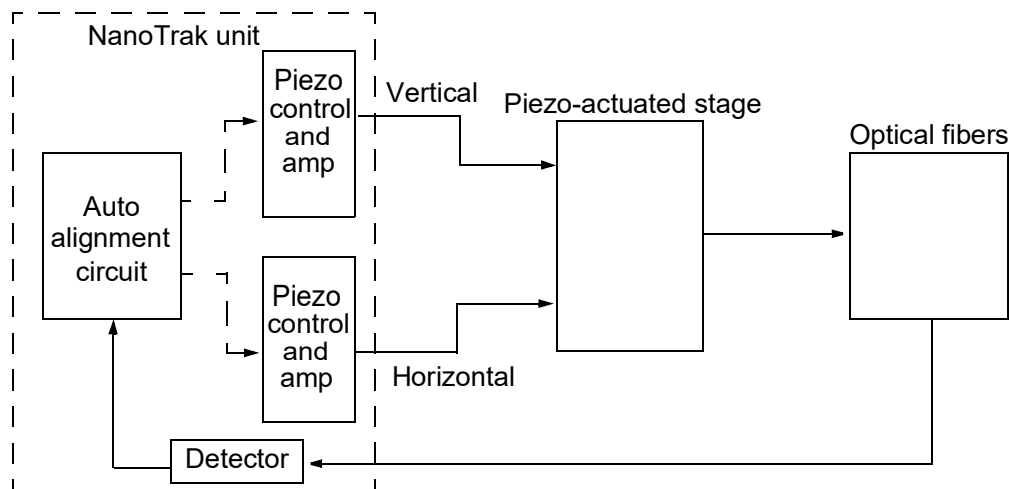 NanoTrak unit
Piezo
control
and
amp
Vertical
Piezo-actuated stage
Optical fibers
Auto
alignment
circuit
Piezo
control
and
amp
Horizontal
Detector